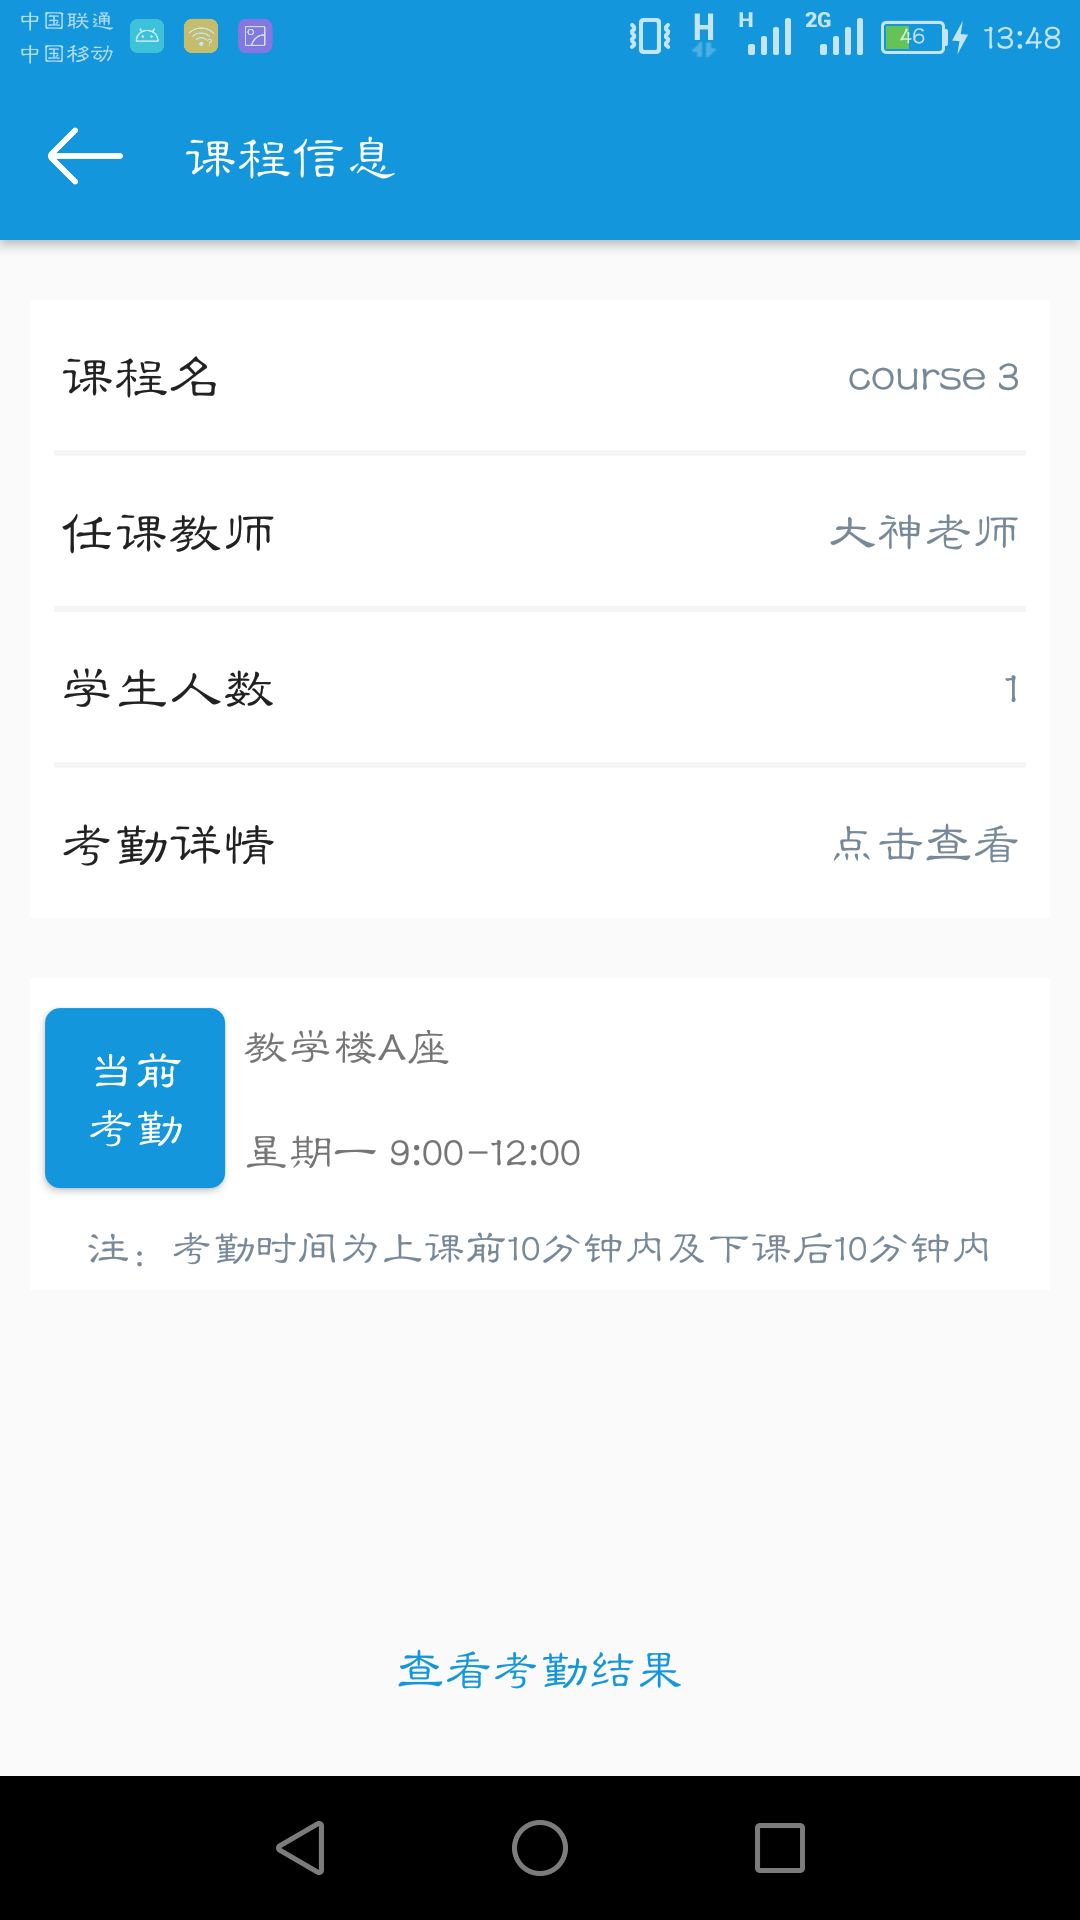 中国联通
中国移动
H
H
2G
46
13:48
课程信息
课程名
course 3
任课教师
大神老师
学生人数
1
考勤详情
点击查看
当前
考勤
教学楼A座
星期一 9:00-12:00
注：考勤时间为上课前10分钟内及下课后10分钟内
查看考勤结果